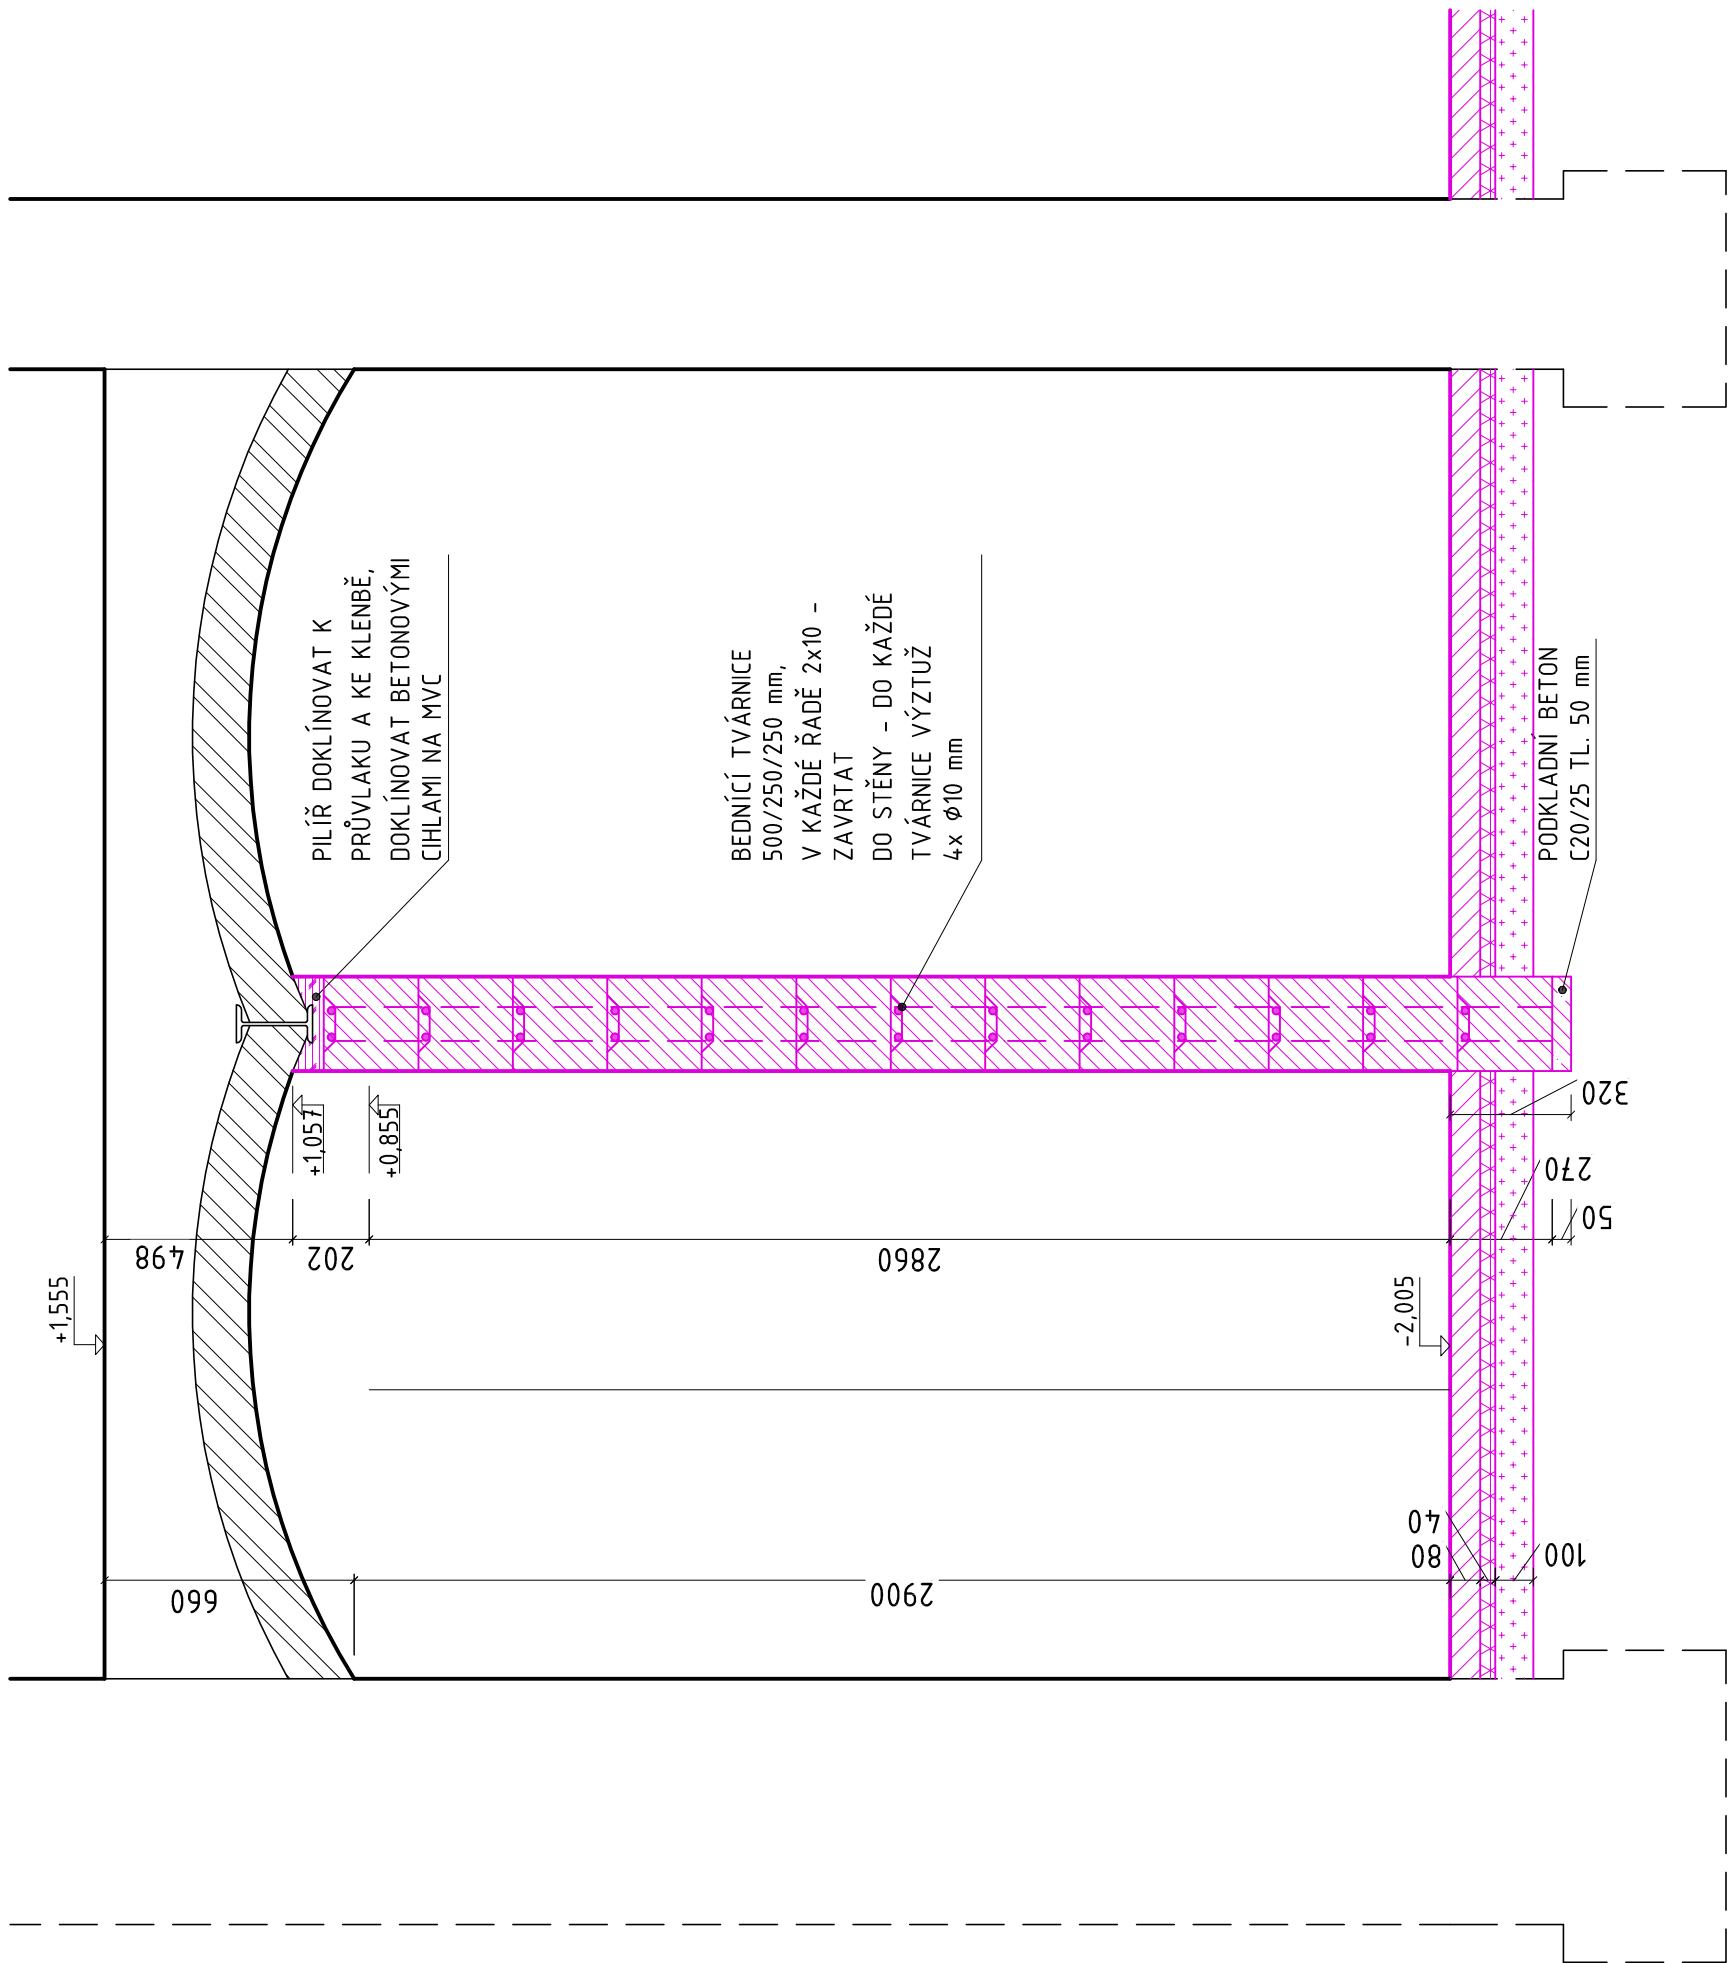 PILÍŘ DOKLÍNOVAT K
PRŮVLAKU A KE KLENBĚ,
DOKLÍNOVAT BETONOVÝMI
CIHLAMI NA MVC
BEDNÍCÍ TVÁRNICE
500/250/250 mm,
V KAŽDÉ ŘADĚ 2x10 -
ZAVRTAT
DO STĚNY - DO KAŽDÉ
TVÁRNICE VÝZTUŽ
4x ϕ10 mm
PODKLADNÍ BETON
C20/25 TL. 50 mm
+1,057
+0,855
320
270
50
498
202
2860
+1,555
-2,005
40
80
100
660
2900